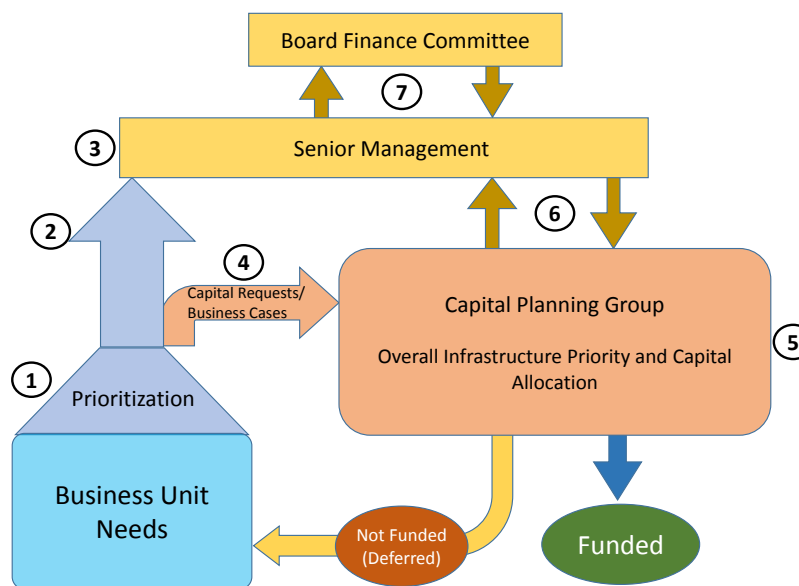 Board Finance Committee
7
3
Senior Management
2
6
4
Capital Requests/
Business Cases
Capital Planning Group
Overall Infrastructure Priority and Capital
Allocation
5
1
Prioritization
Business Unit
Needs
Not Funded
(Deferred)
Funded